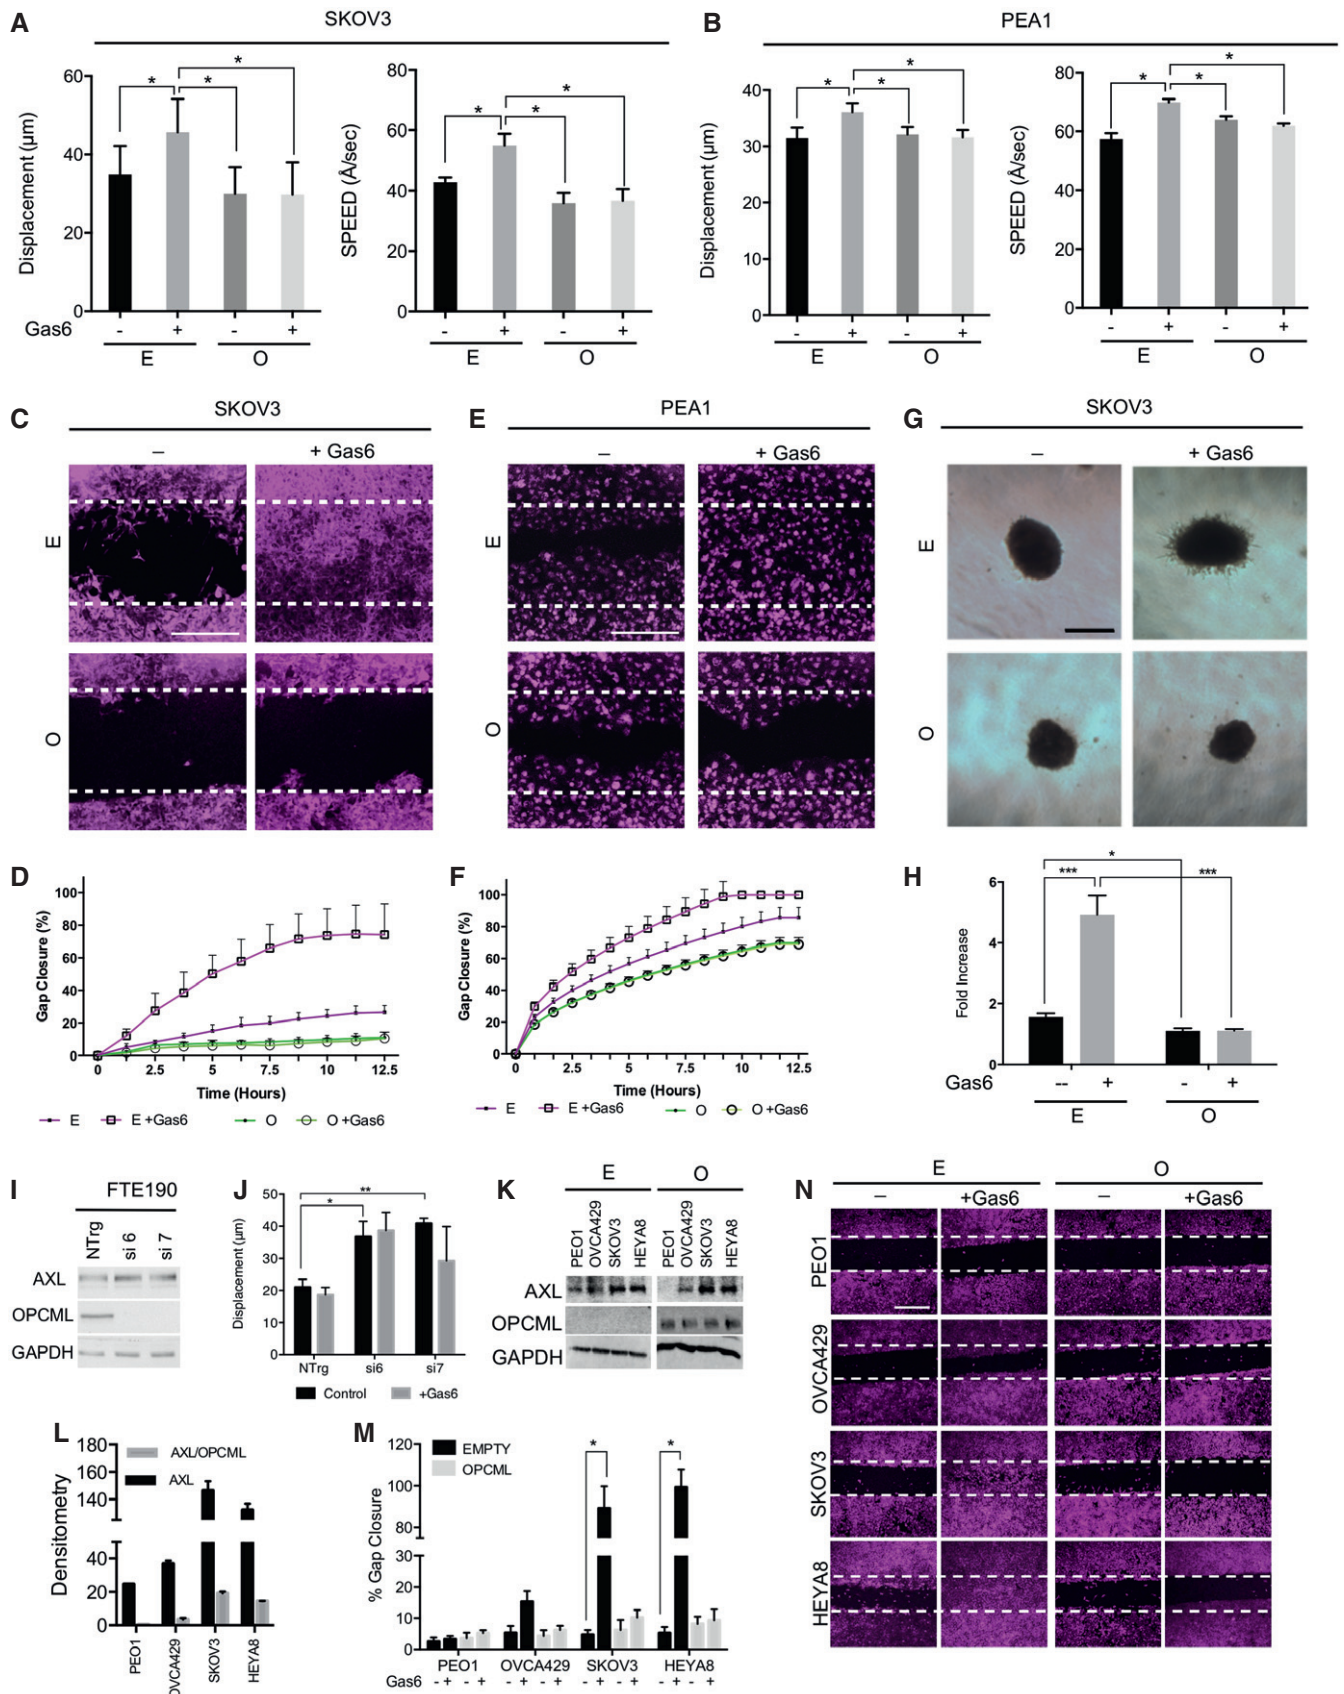 A
SKOV3
60
40
20
0
Displacement (µm)
* * *
80
60
40
20
0
SPEED (Å/sec)
* * *
Gas6 - + - +
- + - +
E O
E O
B
PEA1
40
30
20
10
0
Displacement (µm)
* * *
80
60
40
20
0
SPEED (Å/sec)
* * *
- + - +
- + - +
E O
E O
C
SKOV3
– + Gas6
E
O
E
PEA1
– + Gas6
E
O
G
SKOV3
– + Gas6
E
O
D
100
80
60
40
20
0
Gap Closure (%)
0 2.5 5 7.5 10 12.5
Time (Hours)
E E +Gas6 O O +Gas6
F
100
80
60
40
20
0
Gap Closure (%)
0 2.5 5 7.5 10 12.5
Time (Hours)
E E +Gas6 O O +Gas6
H
6
4
2
0
Fold Increase
*
*** ***
Gas6 -- + - +
E O
I
FTE190
NTrg si 6 si 7
AXL
OPCML
GAPDH
J
50
40
30
20
10
0
Displacement (µm)
**
*
NTrg si6 si7
Control +Gas6
K
E O
PEO1 OVCA429 SKOV3 HEYA8 PEO1 OVCA429 SKOV3 HEYA8
AXL
OPCML
GAPDH
L
180
160
140
40
20
0
Densitometry
AXL/OPCML
AXL
PEO1 OVCA429 SKOV3 HEYA8
M
120
100
80
30
20
10
0
% Gap Closure
EMPTY
OPCML
* *
PEO1 OVCA429 SKOV3 HEYA8
Gas6 - + - + - + - + - + - + - + - +
N
E O
– +Gas6 – +Gas6
PEO1
OVCA429
SKOV3
HEYA8